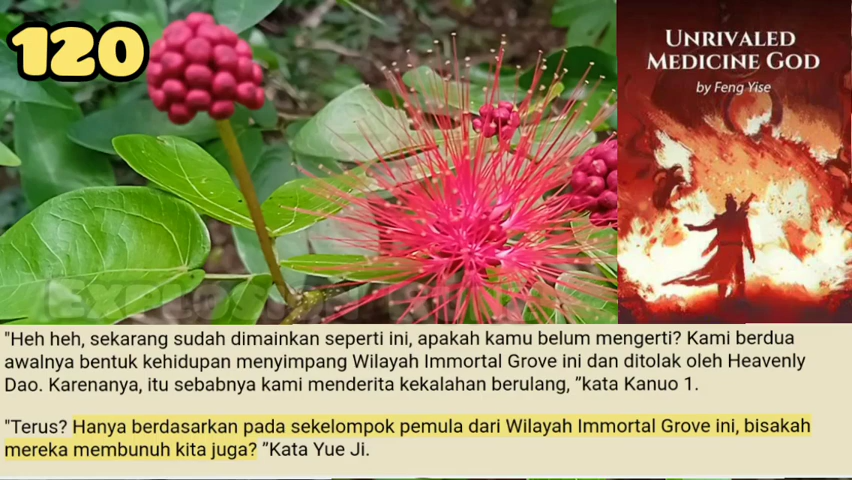 120
UNRIVALED
MEDICINE GOD
by Feng Yise
"Heh heh, sekarang sudah dimainkan seperti ini, apakah kamu belum mengerti? Kami berdua
awalnya bentuk kehidupan menyimpang Wilayah Immortal Grove ini dan ditolak oleh Heavenly
Dao. Karenanya, itu sebabnya kami menderita kekalahan berulang, ”kata Kanuo 1.
"Terus? Hanya berdasarkan pada sekelompok pemula dari Wilayah Immortal Grove ini, bisakah
mereka membunuh kita juga? ”Kata Yue Ji.